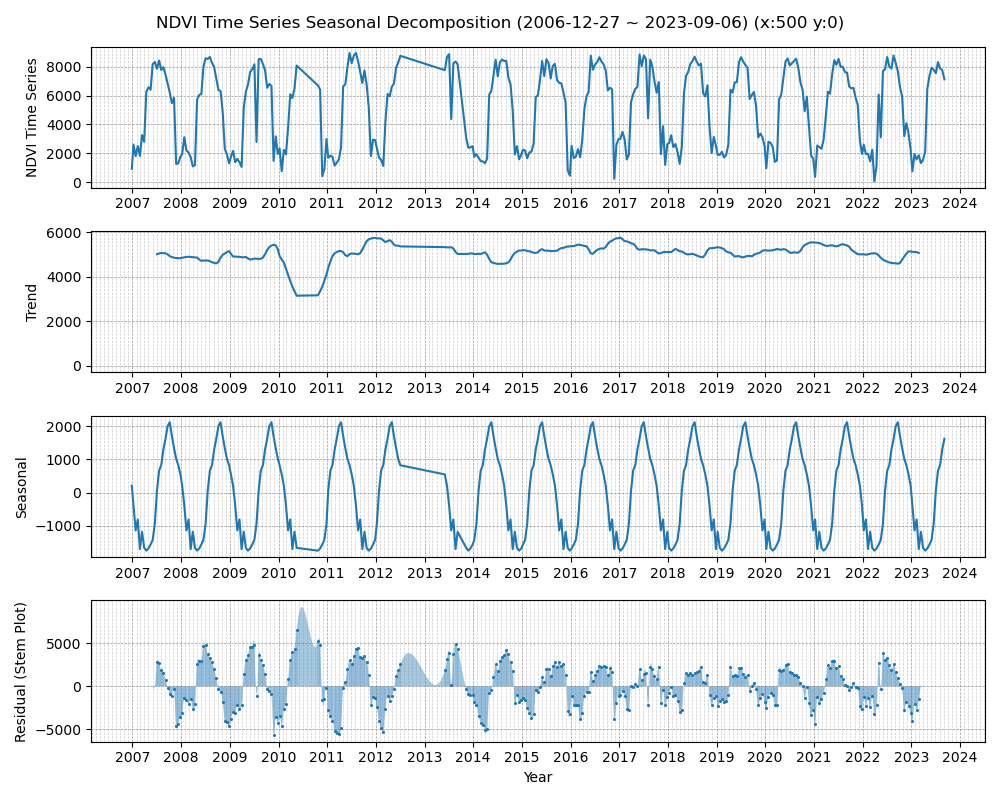 NDVI Time Series Seasonal Decomposition (2006-12-27 ~ 2023-09-06) (x:500 y:0)
NDVI Time Series
8000
6000
4000
2000
0
2007 2008 2009 2010 2011 2012 2013 2014 2015 2016 2017 2018 2019 2020 2021 2022 2023 2024
Trend
6000
4000
2000
0
2007 2008 2009 2010 2011 2012 2013 2014 2015 2016 2017 2018 2019 2020 2021 2022 2023 2024
Seasonal
2000
1000
0
−1000
2007 2008 2009 2010 2011 2012 2013 2014 2015 2016 2017 2018 2019 2020 2021 2022 2023 2024
Residual (Stem Plot)
5000
0
−5000
2007 2008 2009 2010 2011 2012 2013 2014 2015 2016 2017 2018 2019 2020 2021 2022 2023 2024
Year